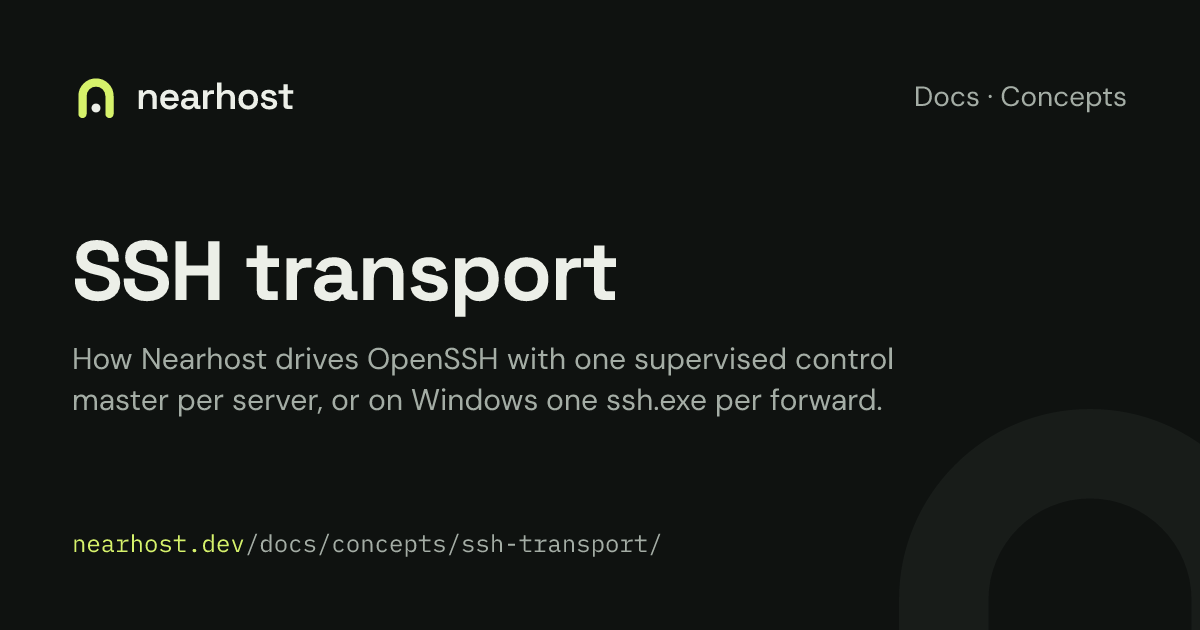 nearhost
Docs · Concepts
SSH transport
How Nearhost drives OpenSSH with one supervised control
master per server, or on Windows one ssh.exe per forward.
nearhost.dev/docs/concepts/ssh-transport/